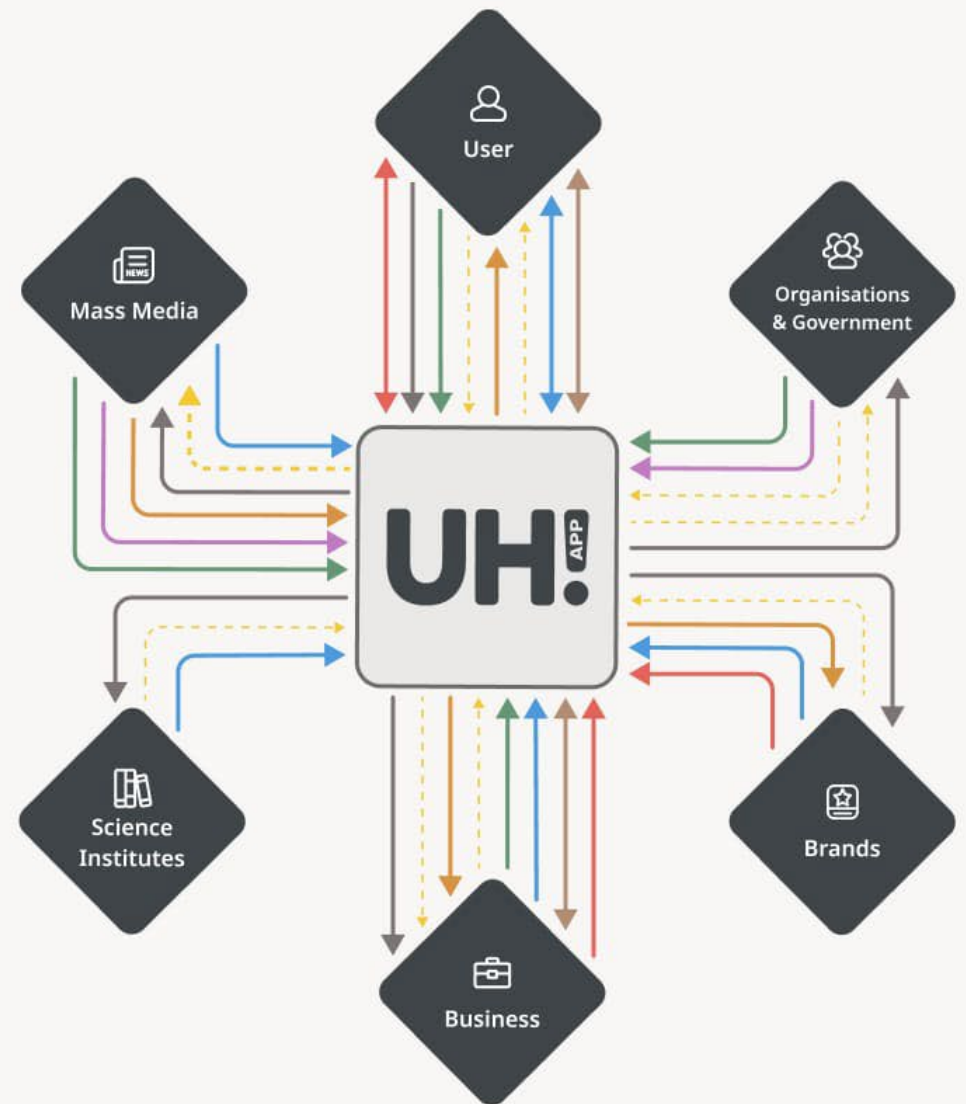 User
NEWS
Mass Media
Organisations
& Government
UH!
APP
Science
Institutes
Brands
Business